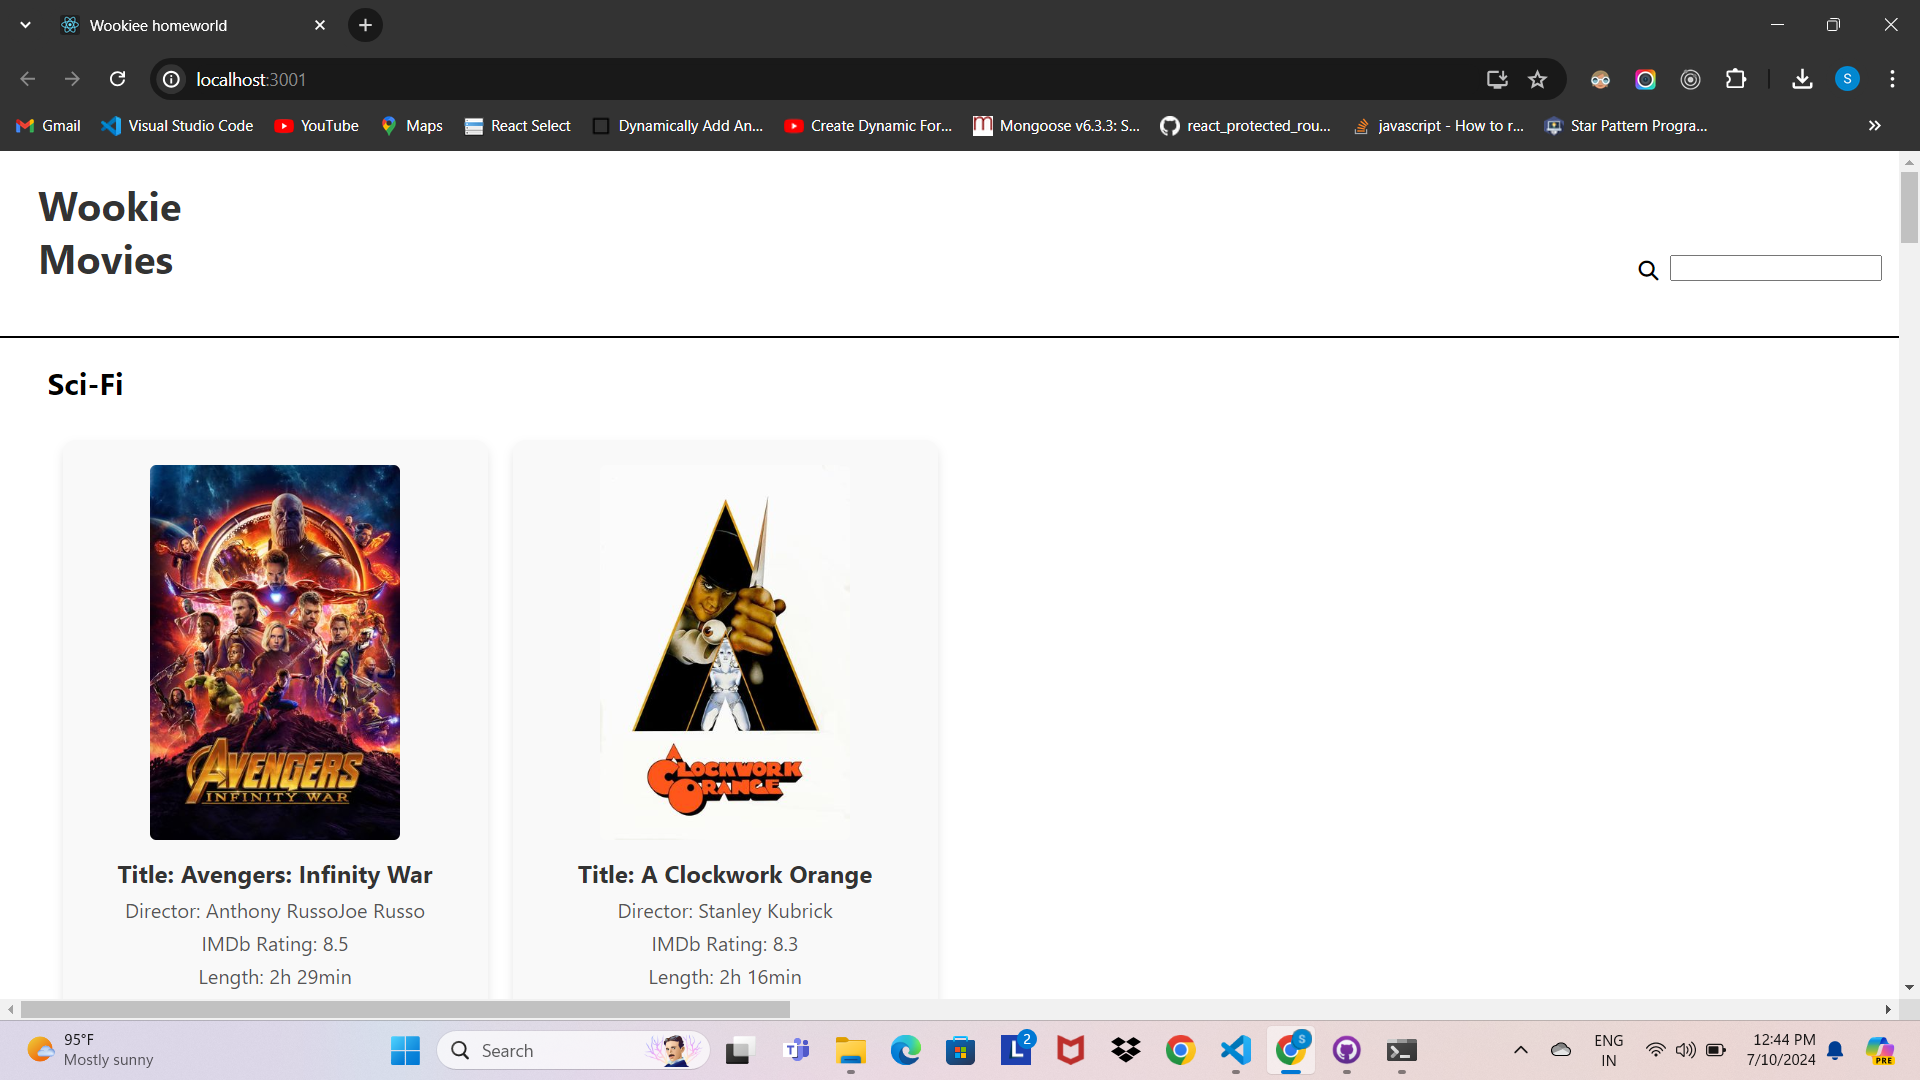 Wookiee homeworld
localhost:3001
S
Gmail
Visual Studio Code
YouTube
Maps
React Select
Dynamically Add An...
Create Dynamic For...
Mongoose v6.3.3: S...
react_protected_rou...
javascript - How to r...
Star Pattern Progra...
Wookie
Movies
Sci-Fi
AVENGERS
INFINITY WAR
A
CLOCKWORK
ORANGE
Title: Avengers: Infinity War
Director: Anthony RussoJoe Russo
IMDb Rating: 8.5
Length: 2h 29min
Title: A Clockwork Orange
Director: Stanley Kubrick
IMDb Rating: 8.3
Length: 2h 16min
95°F
Mostly sunny
Search
L
2
S
PRE
ENG
IN
12:44 PM
7/10/2024